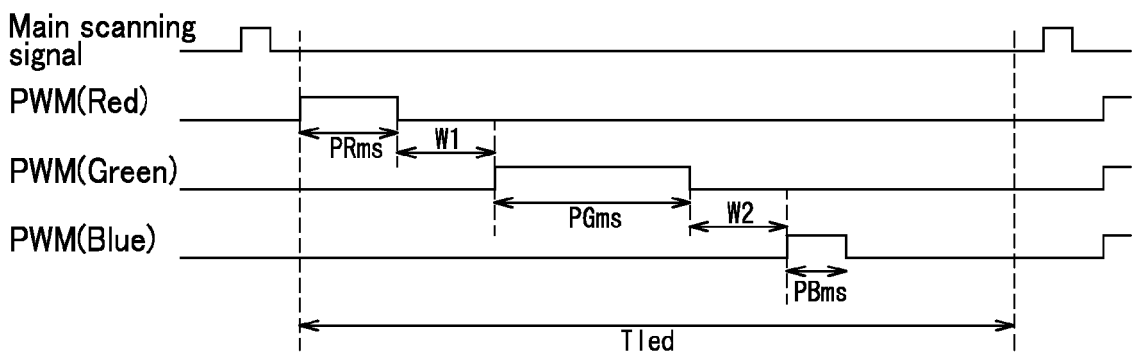 Main scanning
signal
PWM(Red)
PRms
W1
PWM(Green)
PGms
W2
PWM(Blue)
PBms
Tled